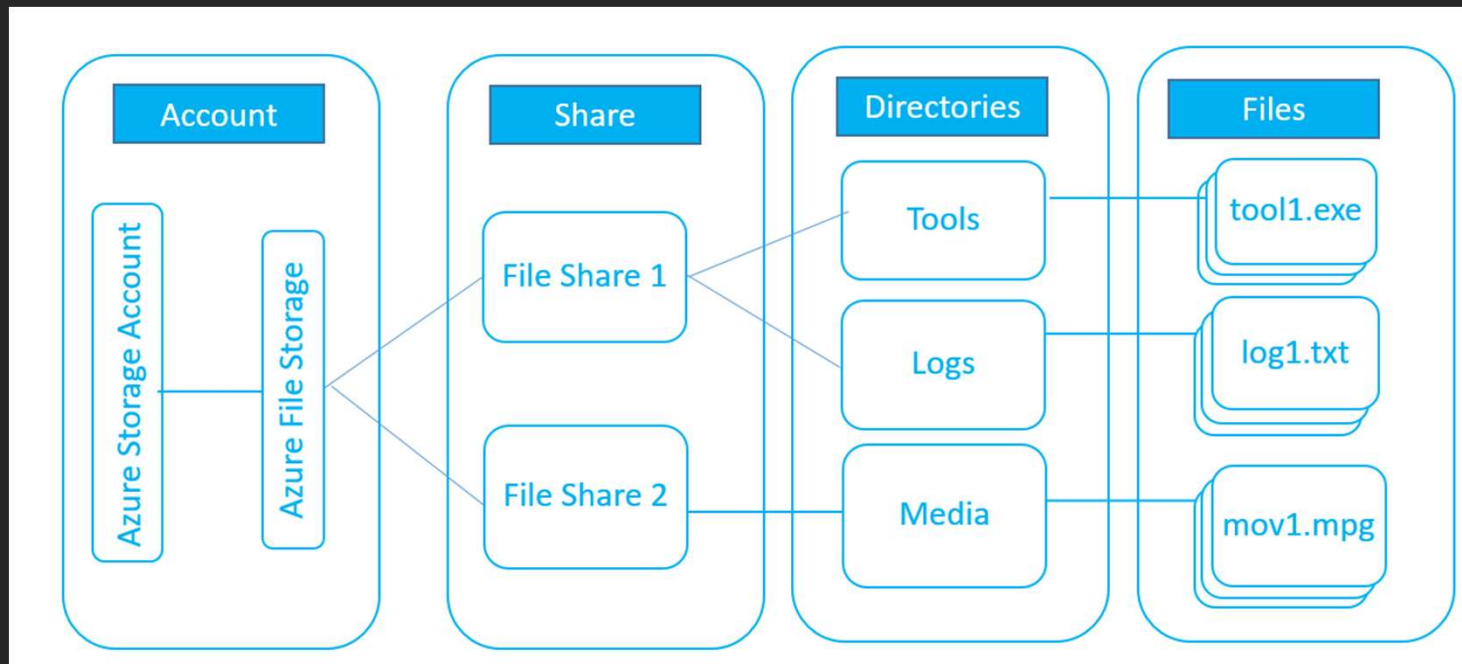 Account
Azure Storage Account
Azure File Storage
Share
File Share 1
File Share 2
Directories
Tools
Logs
Media
Files
tool1.exe
log1.txt
mov1.mpg